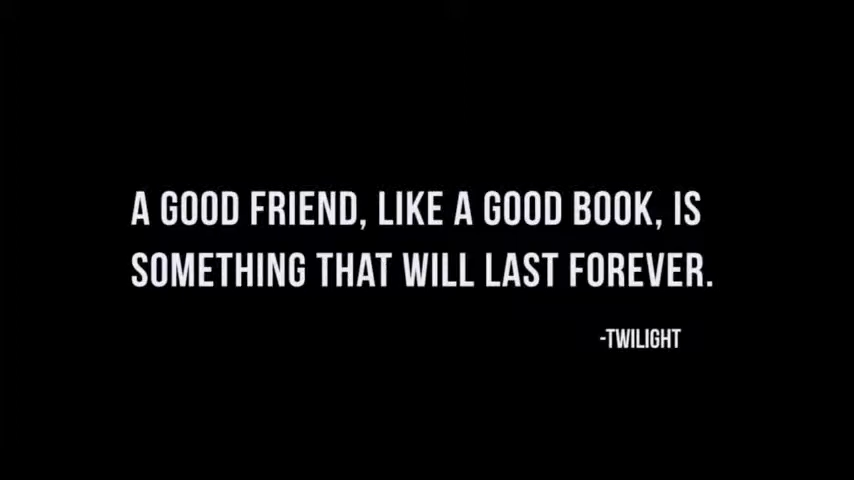 A GOOD FRIEND, LIKE A GOOD BOOK, IS
SOMETHING THAT WILL LAST FOREVER.
-TWILIGHT